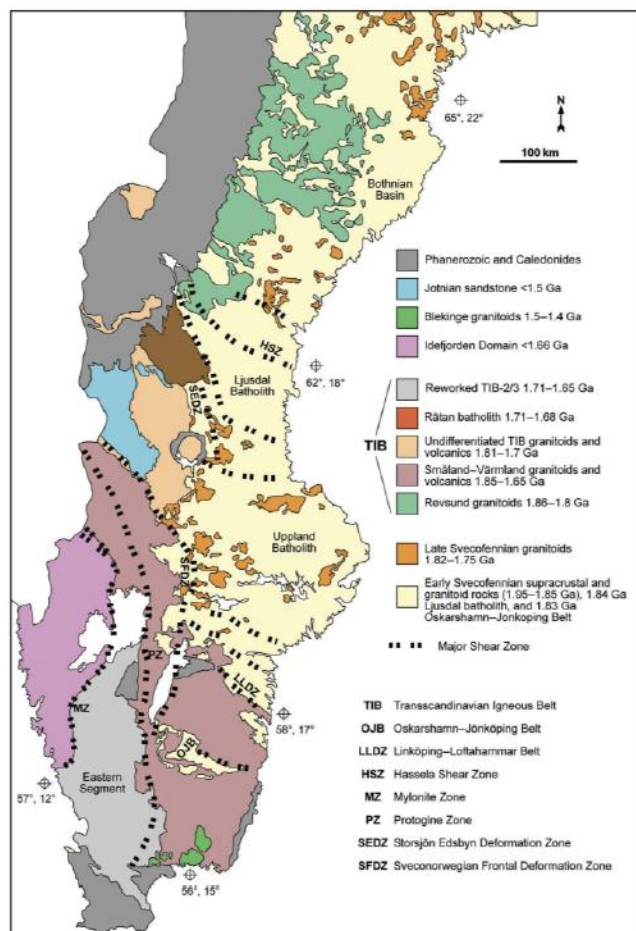 65°, 22°
N
100 km
Bothnian
Basin
Phanerozoic and Caledonides
Jotnian sandstone <1.5 Ga
Blekinge granitoids 1.5–1.4 Ga
Idefjorden Domain <1.66 Ga
HSZ
62°, 18°
Ljusdal
Batholith
SEDZ
TIB
Reworked TIB-2/3 1.71–1.65 Ga
Rätan batholith 1.71–1.68 Ga
Undifferentiated TIB granitoids and
volcanics 1.81–1.7 Ga
Småland–Värmland granitoids and
volcanics 1.85–1.65 Ga
Revsund granitoids 1.86–1.8 Ga
Uppland
Batholith
SFDZ
Late Svecofennian granitoids
1.82–1.75 Ga
Early Svecofennian supracrustal and
granitoid rocks (1.95–1.85 Ga), 1.84 Ga
Ljusdal batholith, and 1.83 Ga
Oskarshamn–Jonkoping Belt
Major Shear Zone
PZ
LLDZ
MZ
58°, 17°
OJB
Eastern
Segment
57°, 12°
56°, 15°
TIB Transscandinavian Igneous Belt
OJB Oskarshamn–Jönköping Belt
LLDZ Linköping–Loftahammar Belt
HSZ Hassela Shear Zone
MZ Mylonite Zone
PZ Protogine Zone
SEDZ Storsjön Edsbyn Deformation Zone
SFDZ Sveconorwegian Frontal Deformation Zone